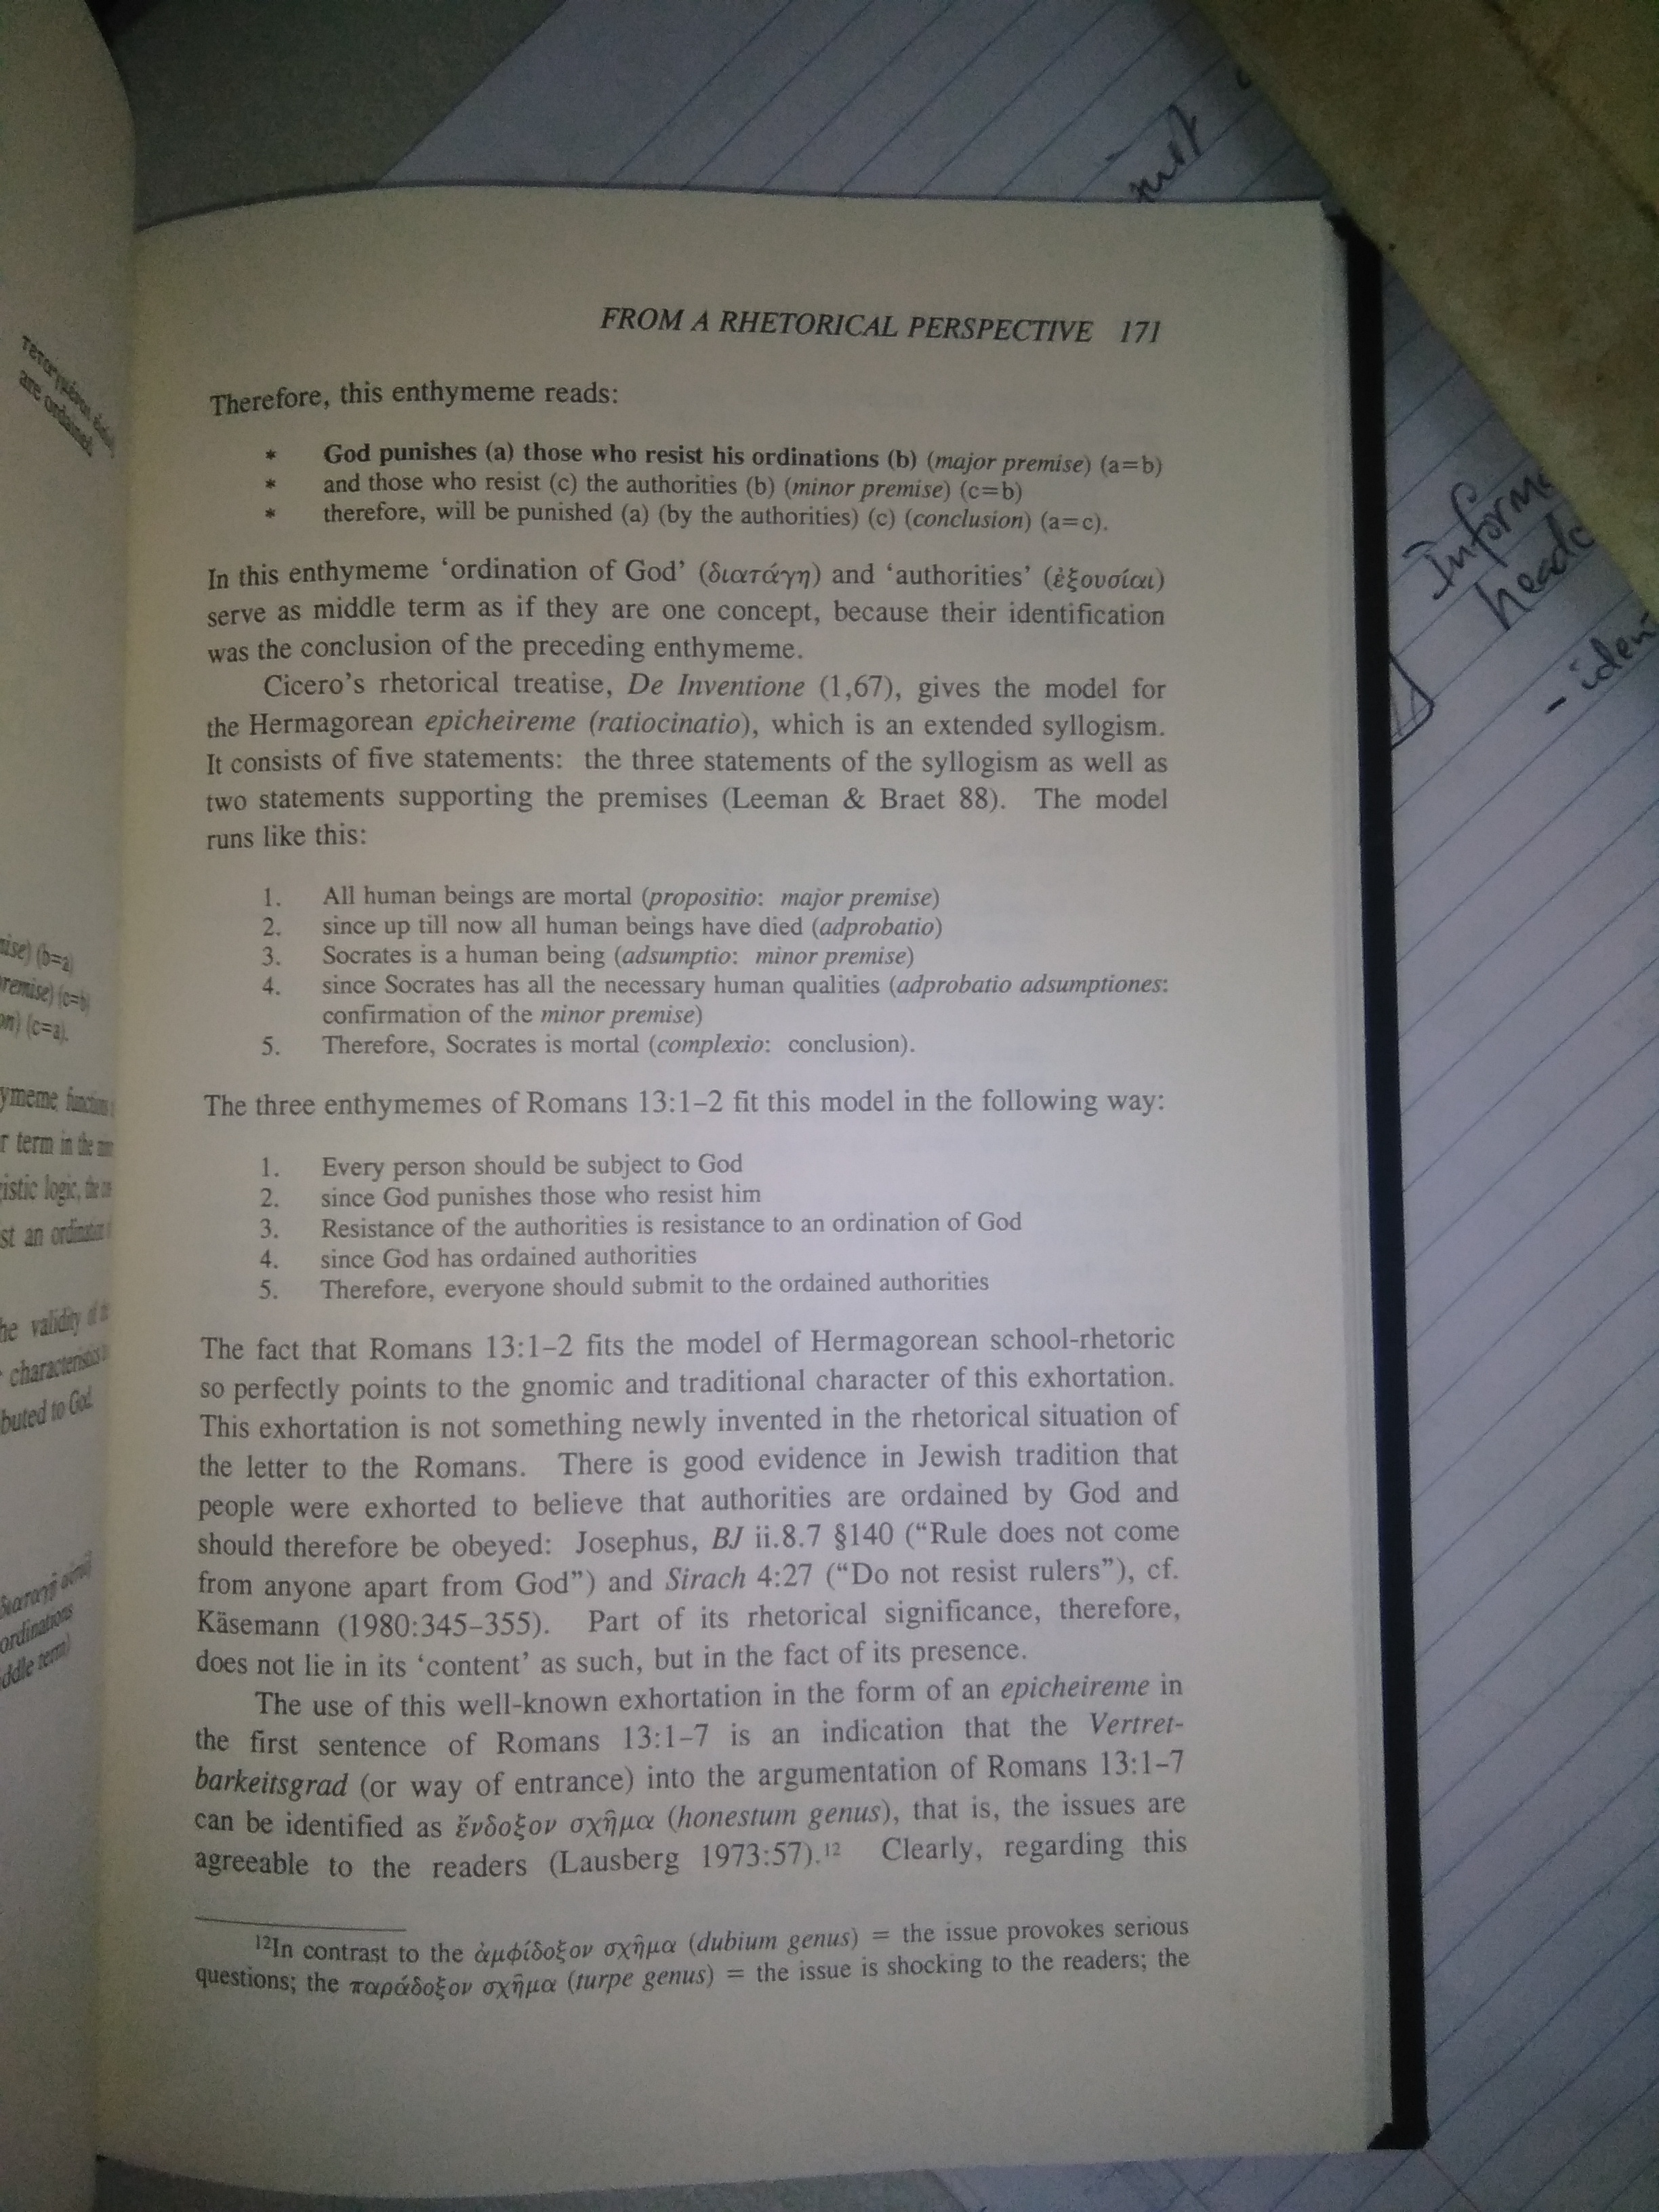 FROM A RHETORICAL PERSPECTIVE 171
Therefore, this enthymeme reads:
* God punishes (a) those who resist his ordinations (b) (major premise) (a=b)
* and those who resist (c) the authorities (b) (minor premise) (c=b)
* therefore, will be punished (a) (by the authorities) (c) (conclusion) (a=c).
In this enthymeme ‘ordination of God’ (διατάγη) and ‘authorities’ (ἐξουσίαι)
serve as middle term as if they are one concept, because their identification
was the conclusion of the preceding enthymeme.
Cicero’s rhetorical treatise, De Inventione (1,67), gives the model for
the Hermagorean epicheireme (ratiocinatio), which is an extended syllogism.
It consists of five statements: the three statements of the syllogism as well as
two statements supporting the premises (Leeman & Braet 88). The model
runs like this:
1. All human beings are mortal (propositio: major premise)
2. since up till now all human beings have died (adprobatio)
3. Socrates is a human being (adsumptio: minor premise)
4. since Socrates has all the necessary human qualities (adprobatio adsumptiones:
confirmation of the minor premise)
5. Therefore, Socrates is mortal (complexio: conclusion).
The three enthymemes of Romans 13:1–2 fit this model in the following way:
1. Every person should be subject to God
2. since God punishes those who resist him
3. Resistance of the authorities is resistance to an ordination of God
4. since God has ordained authorities
5. Therefore, everyone should submit to the ordained authorities
The fact that Romans 13:1–2 fits the model of Hermagorean school-rhetoric
so perfectly points to the gnomic and traditional character of this exhortation.
This exhortation is not something newly invented in the rhetorical situation of
the letter to the Romans. There is good evidence in Jewish tradition that
people were exhorted to believe that authorities are ordained by God and
should therefore be obeyed: Josephus, BJ ii.8.7 §140 (“Rule does not come
from anyone apart from God”) and Sirach 4:27 (“Do not resist rulers”), cf.
Käsemann (1980:345–355). Part of its rhetorical significance, therefore,
does not lie in its ‘content’ as such, but in the fact of its presence.
The use of this well-known exhortation in the form of an epicheireme in
the first sentence of Romans 13:1–7 is an indication that the Vertret-
barkeitsgrad (or way of entrance) into the argumentation of Romans 13:1–7
can be identified as ἔνδοξον σχῆμα (honestum genus), that is, the issues are
agreeable to the readers (Lausberg 1973:57).12 Clearly, regarding this
12In contrast to the ἀμφίδοξον σχῆμα (dubium genus) = the issue provokes serious
questions; the παράδοξον σχῆμα (turpe genus) = the issue is shocking to the readers; the
are ordained
(b=a)
(c=b)
(c=a).
term in the
istic logic, the
st an
validity of
buted to God.
ordinations
term)